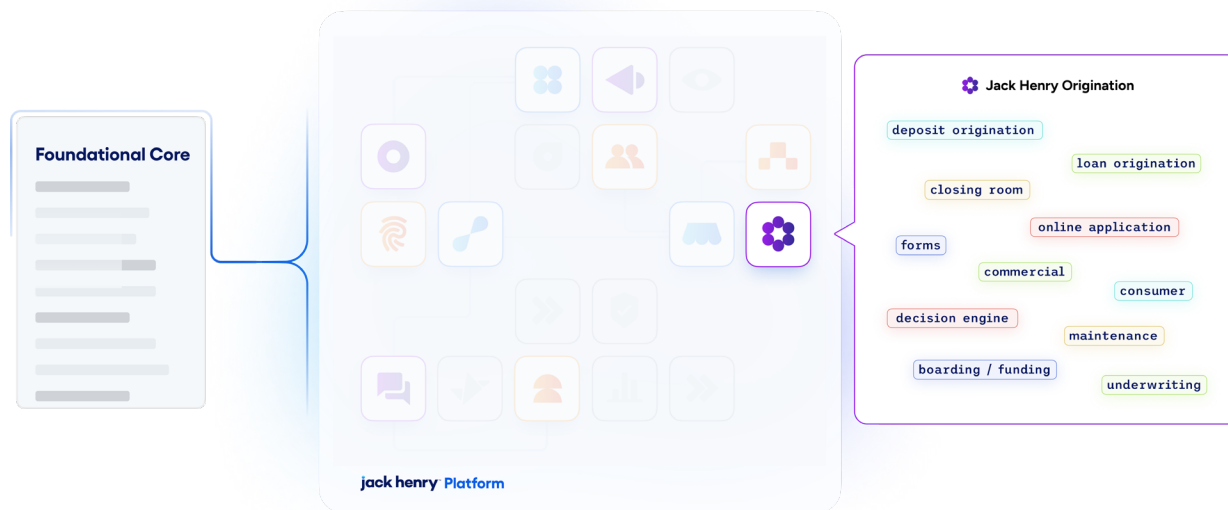 Foundational Core
jack henry Platform
Jack Henry Origination
deposit origination
loan origination
closing room
online application
forms
commercial
consumer
decision engine
maintenance
boarding / funding
underwriting